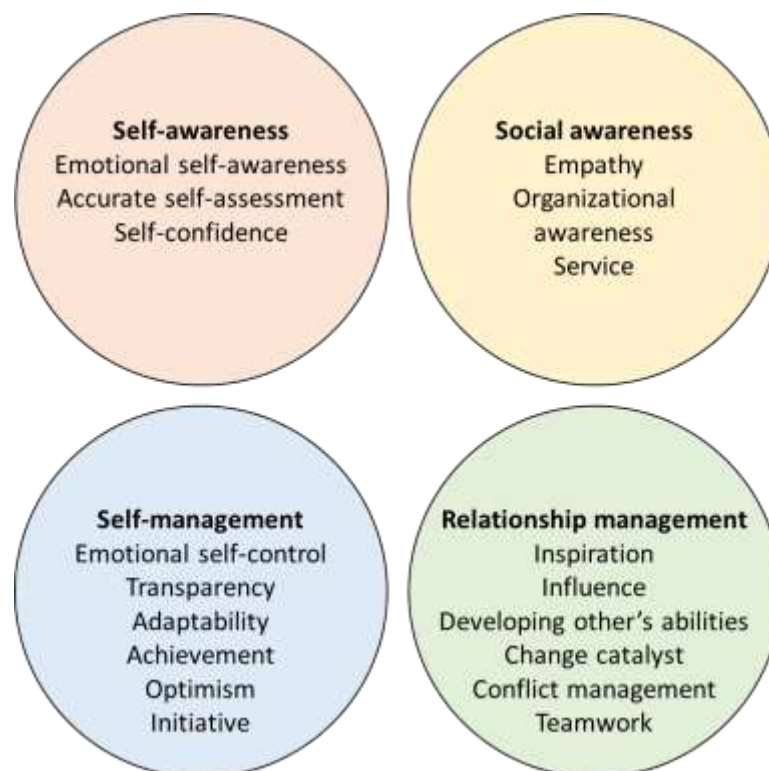 Self-awareness
Emotional self-awareness
Accurate self-assessment
Self-confidence
Social awareness
Empathy
Organizational
awareness
Service
Self-management
Emotional self-control
Transparency
Adaptability
Achievement
Optimism
Initiative
Relationship management
Inspiration
Influence
Developing other's abilities
Change catalyst
Conflict management
Teamwork